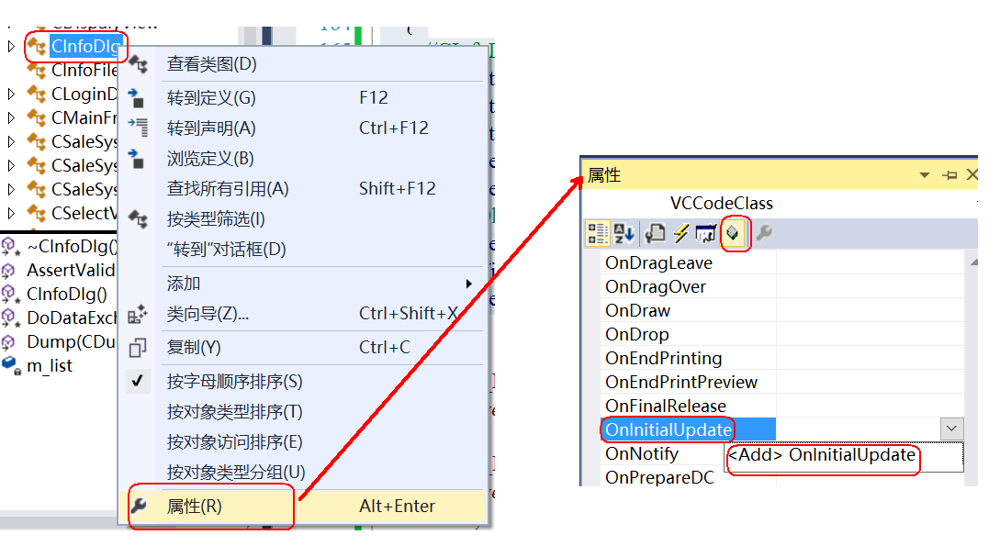 CInfoDlg
CInfoFile
CLoginD
CMainFr
CSaleSys
CSaleSys
CSaleSys
CSelectV
~CInfoDlg()
AssertValid
CInfoDlg()
DoDataExch
Dump(CDu
m_list
查看类图(D)
转到定义(G) F12
转到声明(A) Ctrl+F12
浏览定义(B)
查找所有引用(A) Shift+F12
按类型筛选(I)
“转到”对话框(D)
添加
类向导(Z)... Ctrl+Shift+X
复制(Y) Ctrl+C
按字母顺序排序(S)
按对象类型排序(T)
按对象访问排序(E)
按对象类型分组(U)
属性(R) Alt+Enter
属性
VCCodeClass
OnDragLeave
OnDragOver
OnDraw
OnDrop
OnEndPrinting
OnEndPrintPreview
OnFinalRelease
OnInitialUpdate
OnNotify
<Add> OnInitialUpdate
OnPrepareDC